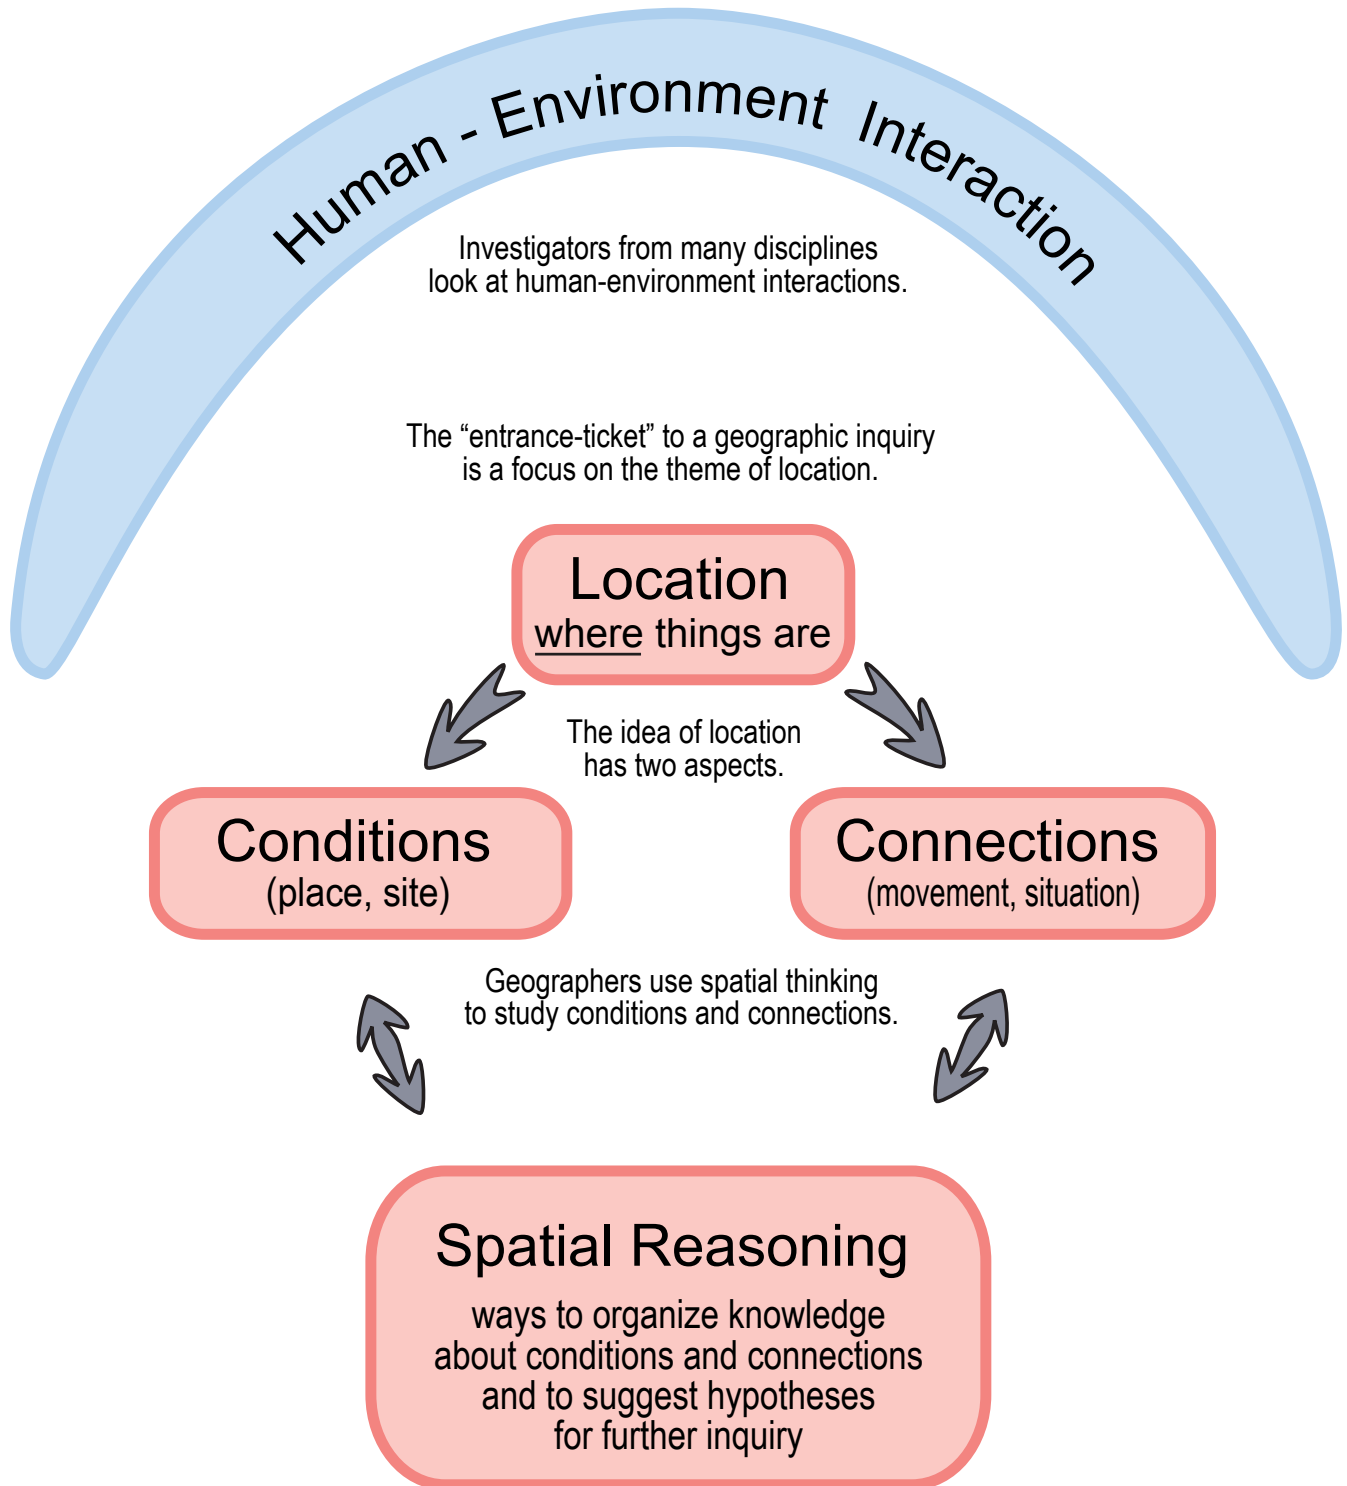 Human - Environment Interaction
Investigators from many disciplines
look at human-environment interactions.
The “entrance-ticket” to a geographic inquiry
is a focus on the theme of location.
Location
where things are
The idea of location
has two aspects.
Conditions
(place, site)
Connections
(movement, situation)
Geographers use spatial thinking
to study conditions and connections.
Spatial Reasoning
ways to organize knowledge
about conditions and connections
and to suggest hypotheses
for further inquiry